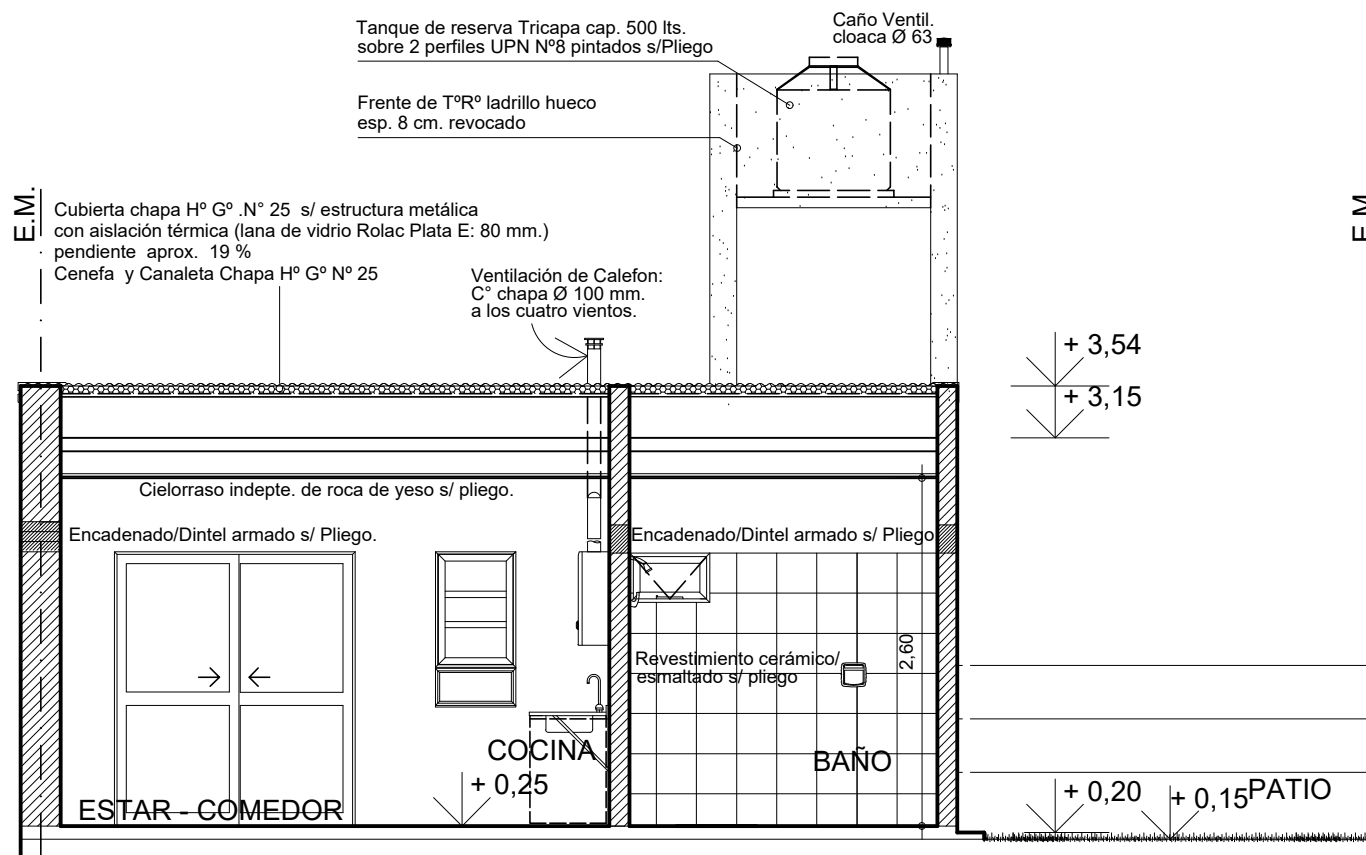 Tanque de reserva Tricapa cap. 500 lts.
sobre 2 perfiles UPN Nº8 pintados s/Pliego
Caño Ventil.
cloaca Ø 63
Frente de TºRº ladrillo hueco
esp. 8 cm. revocado
E.M.
Cubierta chapa Hº Gº .N° 25 s/ estructura metálica
con aislación térmica (lana de vidrio Rolac Plata E: 80 mm.)
pendiente aprox. 19 %
Cenefa y Canaleta Chapa Hº Gº Nº 25
Ventilación de Calefon:
C° chapa Ø 100 mm.
a los cuatro vientos.
E.M.
+ 3,54
+ 3,15
Cielorraso indepte. de roca de yeso s/ pliego.
Encadenado/Dintel armado s/ Pliego.
Encadenado/Dintel armado s/ Pliego
Revestimiento cerámico/
esmaltado s/ pliego
2,60
COCINA
BAÑO
+ 0,25
ESTAR - COMEDOR
+ 0,20
+ 0,15
PATIO